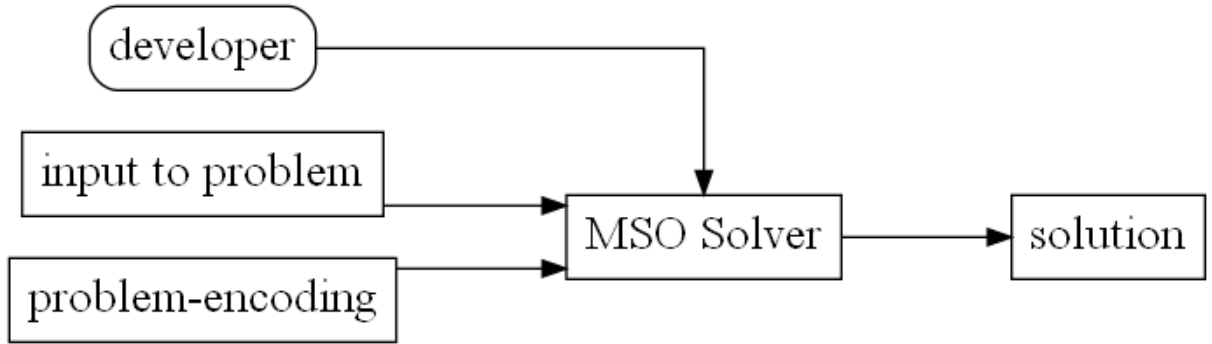 developer
input to problem
MSO Solver
solution
problem-encoding